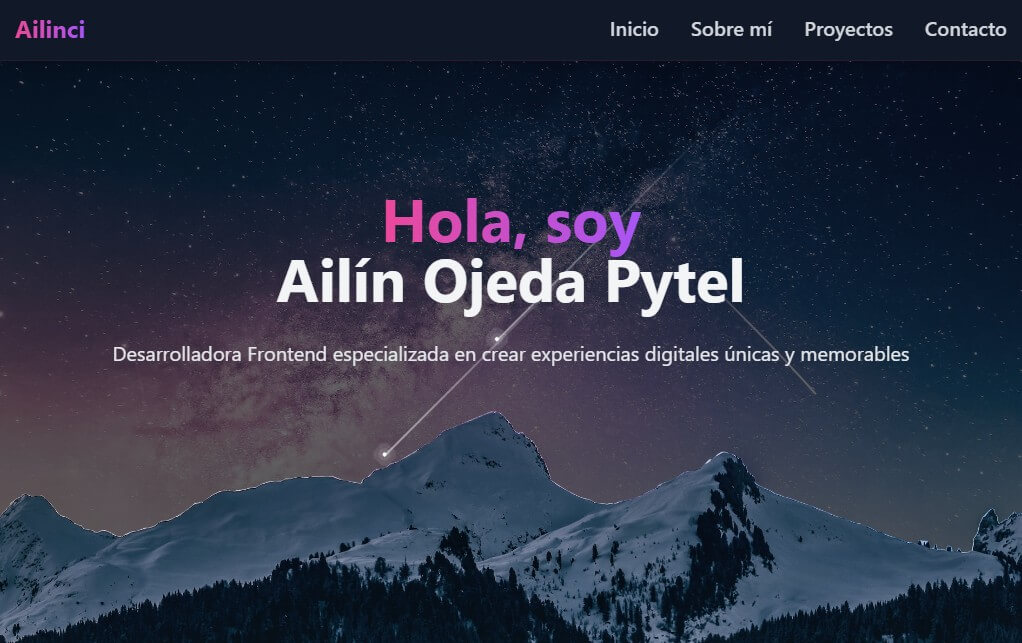 Ailinci
Inicio
Sobre mí
Proyectos
Contacto
Hola, soy
Ailín Ojeda Pytel
Desarrolladora Frontend especializada en crear experiencias digitales únicas y memorables